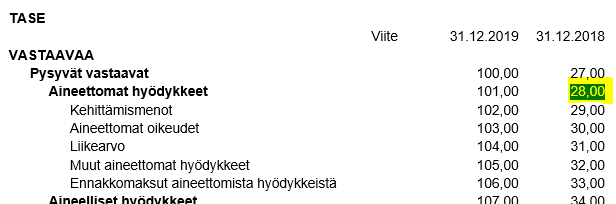 TASE
Viite 31.12.2019 31.12.2018
VASTAAVAA
Pysyvät vastaavat 100,00 27,00
Aineettomat hyödykkeet 101,00 28,00
Kehittämismenot 102,00 29,00
Aineettomat oikeudet 103,00 30,00
Liikearvo 104,00 31,00
Muut aineettomat hyödykkeet 105,00 32,00
Ennakkomaksut aineettomista hyödykkeistä 106,00 33,00
Aineelliset hyödykkeet 107,00 34,00